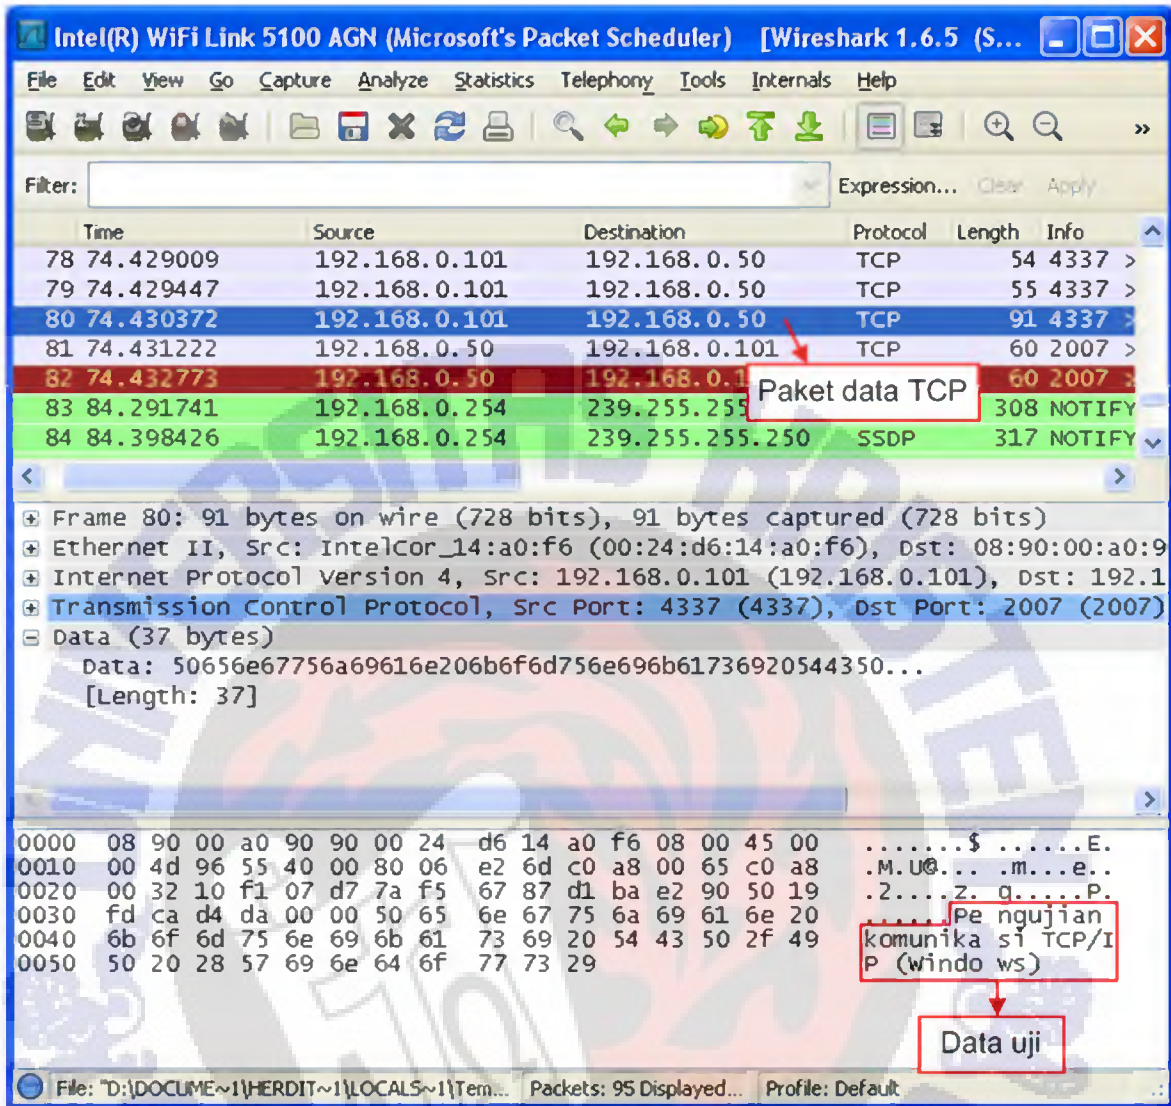 Intel(R) WiFi Link 5100 AGN (Microsoft's Packet Scheduler) [Wireshark 1.6.5 (S...
File Edit View Go Capture Analyze Statistics Telephony Tools Internals Help
Filter: Expression... Clear Apply
Time Source Destination Protocol Length Info
78 74.429009 192.168.0.101 192.168.0.50 TCP 54 4337 >
79 74.429447 192.168.0.101 192.168.0.50 TCP 55 4337 >
80 74.430372 192.168.0.101 192.168.0.50 TCP 91 4337 >
81 74.431222 192.168.0.50 192.168.0.101 TCP 60 2007 >
82 74.432773 192.168.0.50 192.168.0.1 60 2007 >
Paket data TCP
83 84.291741 192.168.0.254 239.255.255 308 NOTIFY
84 84.398426 192.168.0.254 239.255.255.250 SSDP 317 NOTIFY
Frame 80: 91 bytes on wire (728 bits), 91 bytes captured (728 bits)
Ethernet II, Src: IntelCor_14:a0:f6 (00:24:d6:14:a0:f6), Dst: 08:90:00:a0:9
Internet Protocol Version 4, Src: 192.168.0.101 (192.168.0.101), Dst: 192.1
Transmission Control Protocol, Src Port: 4337 (4337), Dst Port: 2007 (2007)
Data (37 bytes)
Data: 50656e67756a69616e206b6f6d756e696b61736920544350...
[Length: 37]
0000 08 90 00 a0 90 90 00 24 d6 14 a0 f6 08 00 45 00 .......$ ......E.
0010 00 4d 96 55 40 00 80 06 e2 6d c0 a8 00 65 c0 a8 .M.U@... .m...e..
0020 00 32 10 f1 07 d7 7a f5 67 87 d1 ba e2 90 50 19 .2....z. g.....P.
0030 fd ca d4 da 00 00 50 65 6e 67 75 6a 69 61 6e 20 ......Pe ngujian
0040 6b 6f 6d 75 6e 69 6b 61 73 69 20 54 43 50 2f 49 komunika si TCP/I
0050 50 20 28 57 69 6e 64 6f 77 73 29 P (Windo ws)
Data uji
File: "D:\DOCUME~1\HERDIT~1\LOCALS~1\Tem... Packets: 95 Displayed... Profile: Default